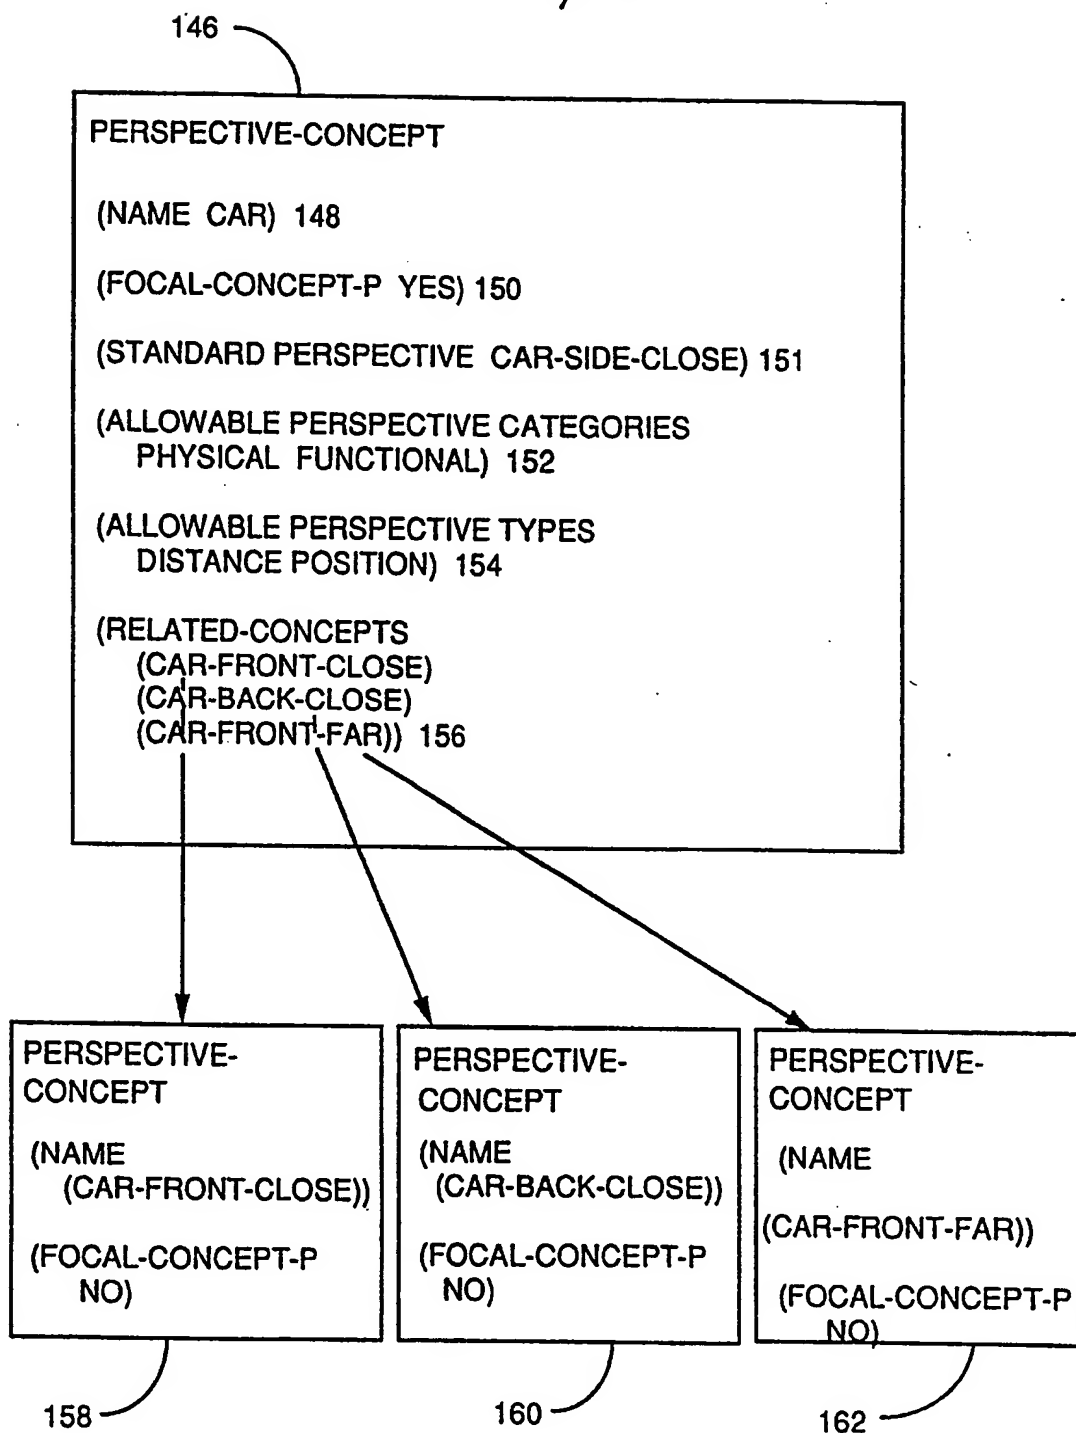 146
PERSPECTIVE-CONCEPT
(NAME CAR) 148
(FOCAL-CONCEPT-P YES) 150
(STANDARD PERSPECTIVE CAR-SIDE-CLOSE) 151
(ALLOWABLE PERSPECTIVE CATEGORIES
PHYSICAL FUNCTIONAL) 152
(ALLOWABLE PERSPECTIVE TYPES
DISTANCE POSITION) 154
(RELATED-CONCEPTS
(CAR-FRONT-CLOSE)
(CAR-BACK-CLOSE)
(CAR-FRONT-FAR)) 156
PERSPECTIVE-
CONCEPT
(NAME
(CAR-FRONT-CLOSE))
(FOCAL-CONCEPT-P
NO)
158
PERSPECTIVE-
CONCEPT
(NAME
(CAR-BACK-CLOSE))
(FOCAL-CONCEPT-P
NO)
160
PERSPECTIVE-
CONCEPT
(NAME
(CAR-FRONT-FAR))
(FOCAL-CONCEPT-P
NO)
162